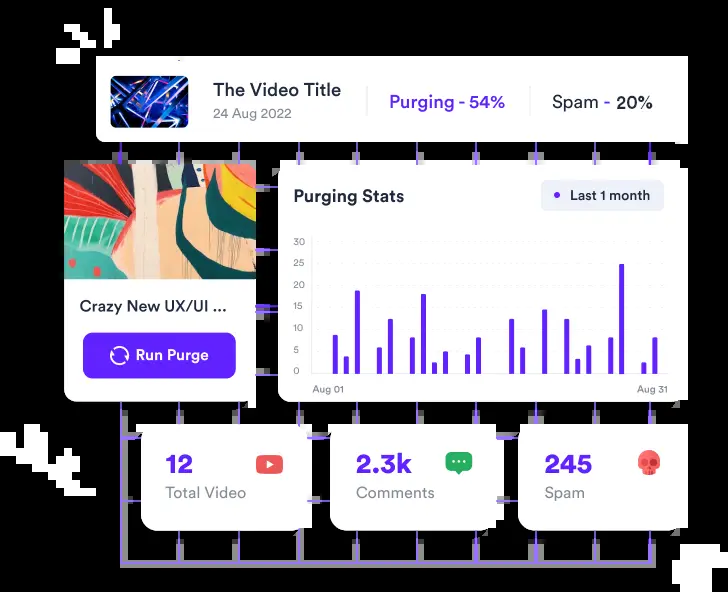 The Video Title
24 Aug 2022
Purging - 54%
Spam - 20%
Crazy New UX/UI ...
Run Purge
Purging Stats
Last 1 month
30
25
20
15
10
5
0
Aug 01
Aug 31
12
Total Video
2.3k
Comments
245
Spam